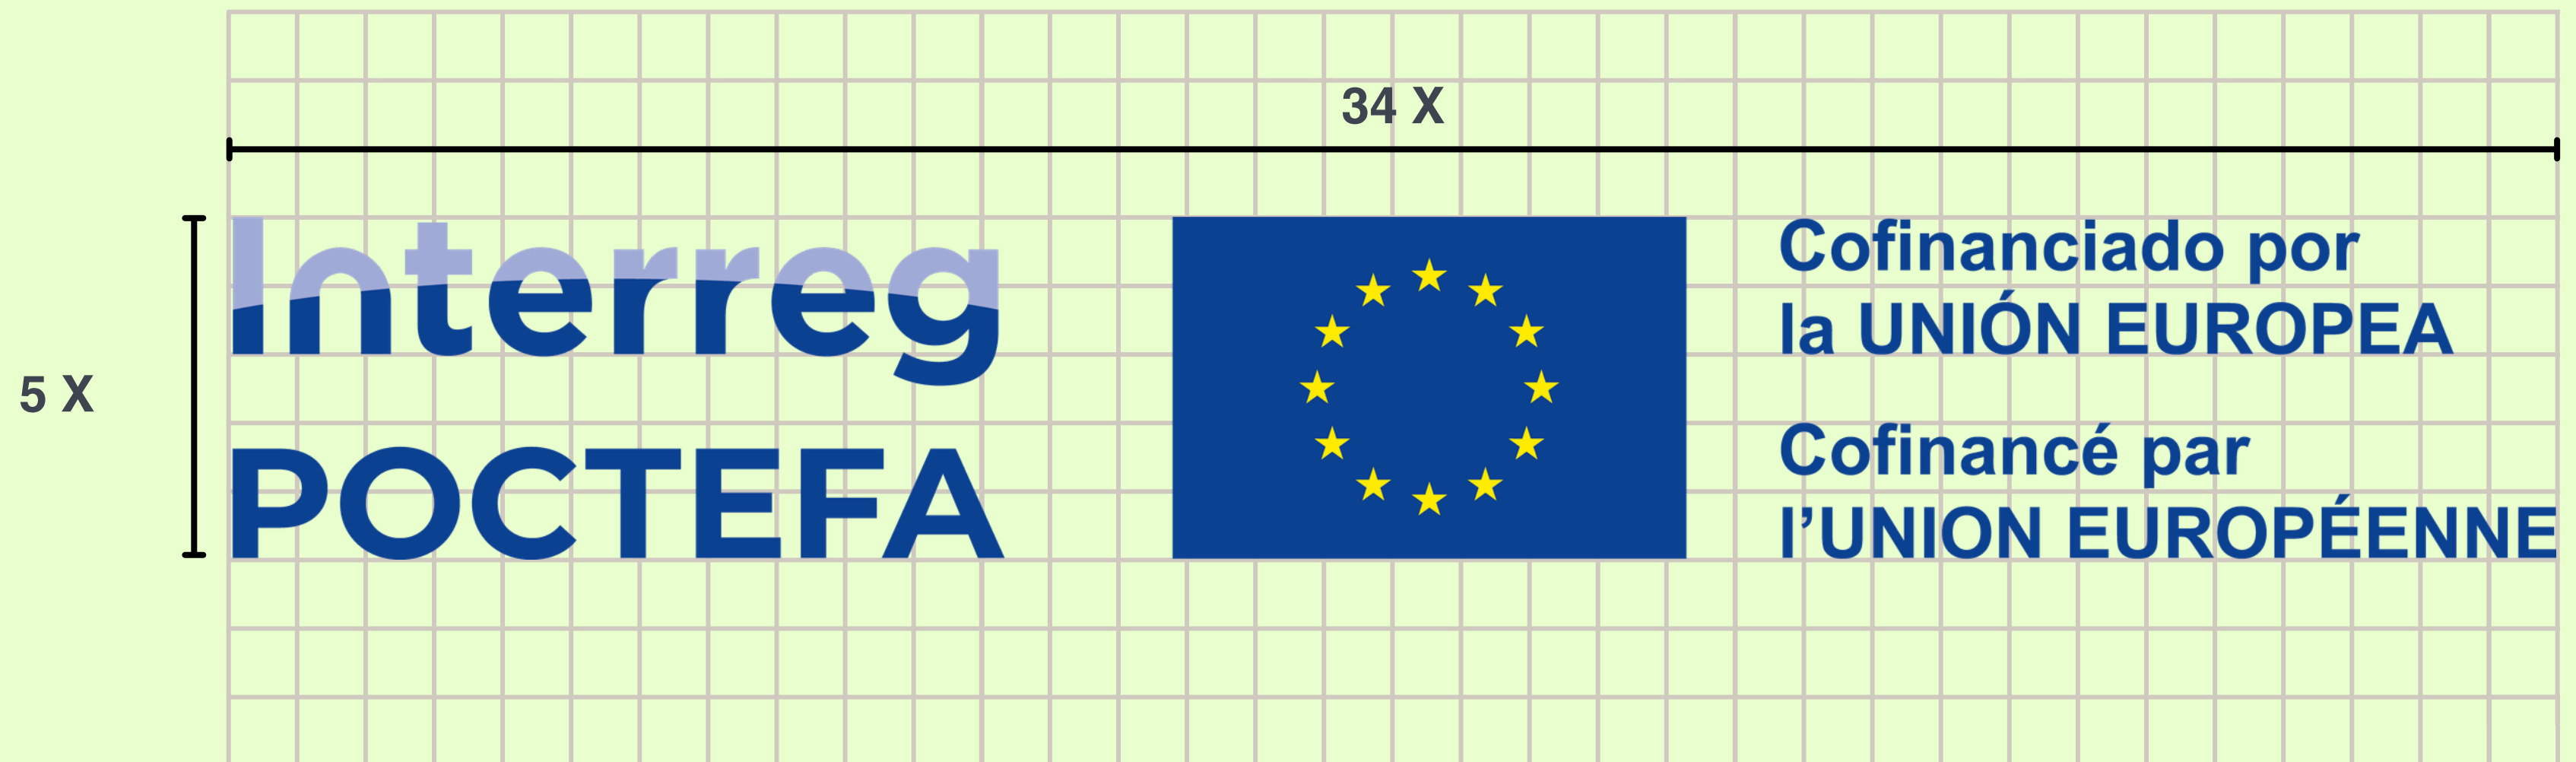 34 X
5 X
Interreg
POCTEFA
Cofinanciado por
la UNIÓN EUROPEA
Cofinancé par
l’UNION EUROPÉENNE